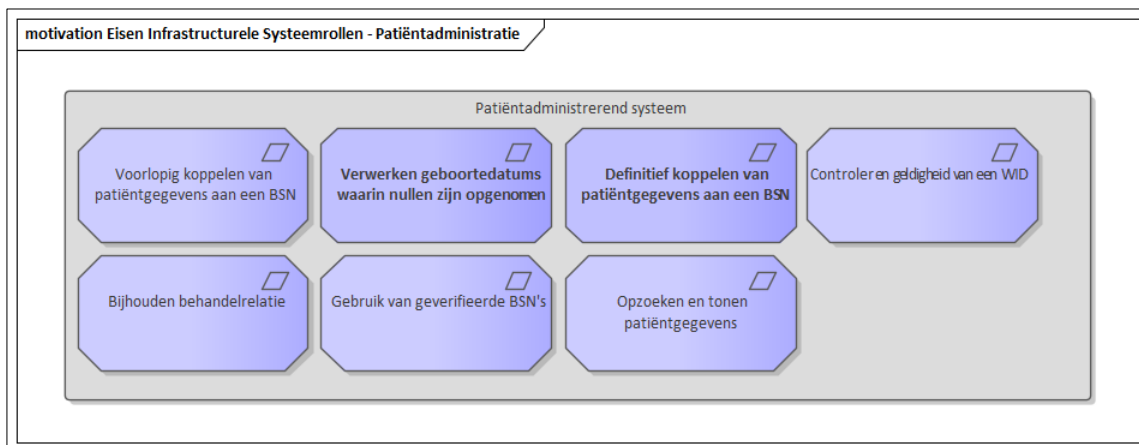 motivation Eisen Infrastructurele Systeemrollen - Patiëntadministratie
Patiëntadministrerend systeem
Voorlopig koppelen van
patiëntgegevens aan een BSN
Verwerken geboortedatums
waarin nullen zijn opgenomen
Definitief koppelen van
patiëntgegevens aan een BSN
Controleren geldigheid van een WID
Bijhouden behandelrelatie
Gebruik van geverifieerde BSN's
Opzoeken en tonen
patiëntgegevens